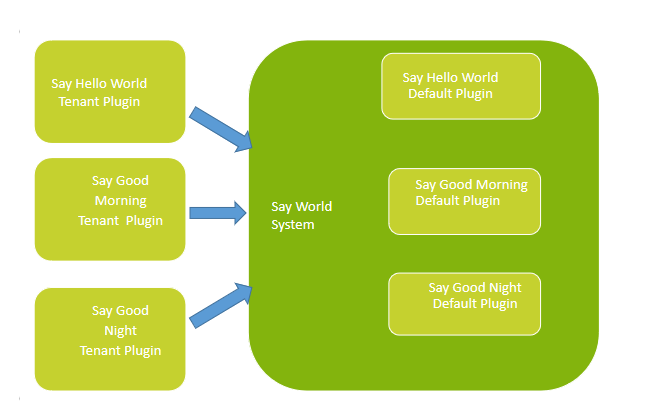 Say Hello World
Tenant Plugin
Say Good
Morning
Tenant  Plugin
Say Good
Night
Tenant Plugin
Say World
System
Say Hello World
Default Plugin
Say Good Morning
Default Plugin
Say Good Night
Default Plugin